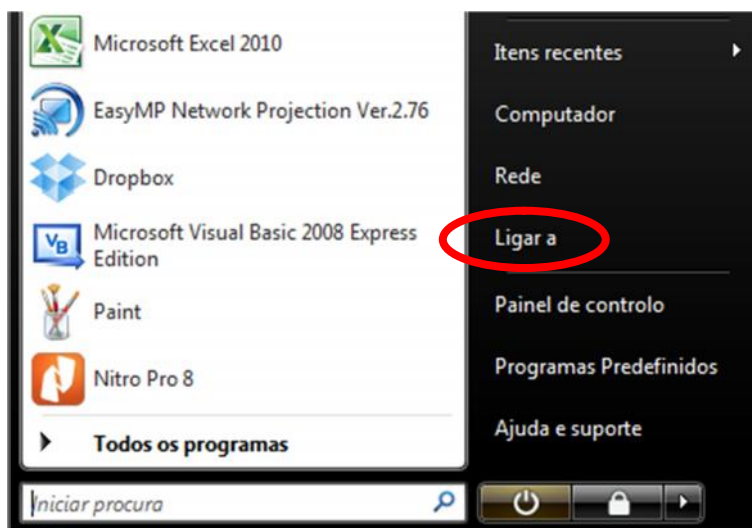 Microsoft Excel 2010
EasyMP Network Projection Ver.2.76
Dropbox
Microsoft Visual Basic 2008 Express
Edition
Paint
Nitro Pro 8
Todos os programas
Iniciar procura
Itens recentes
Computador
Rede
Ligar a
Painel de controlo
Programas Predefinidos
Ajuda e suporte